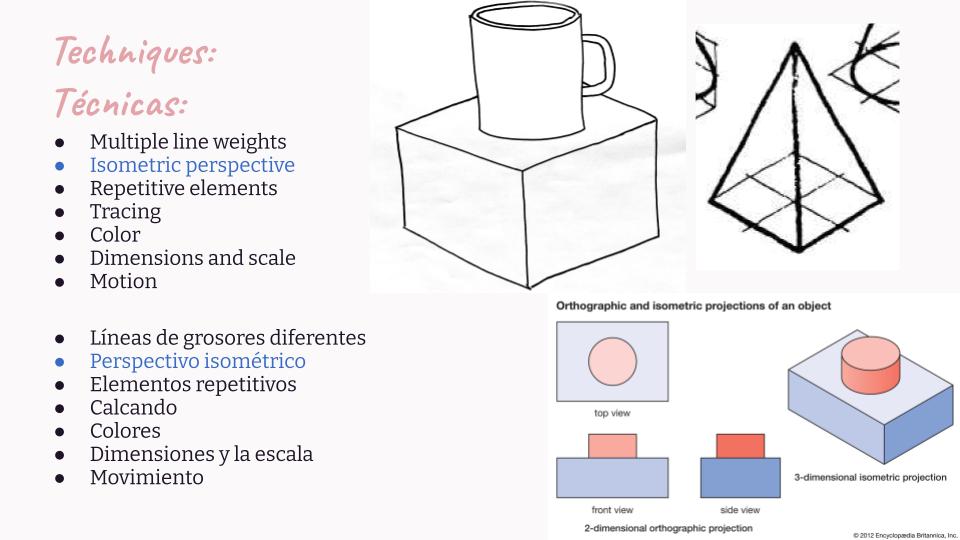 Techniques:
Técnicas:
● Multiple line weights
● Isometric perspective
● Repetitive elements
● Tracing
● Color
● Dimensions and scale
● Motion
● Líneas de grosores diferentes
● Perspectivo isométrico
● Elementos repetitivos
● Calcando
● Colores
● Dimensiones y la escala
● Movimiento
Orthographic and isometric projections of an object
top view
front view
side view
2-dimensional orthographic projection
3-dimensional isometric projection
© 2012 Encyclopædia Britannica, Inc.